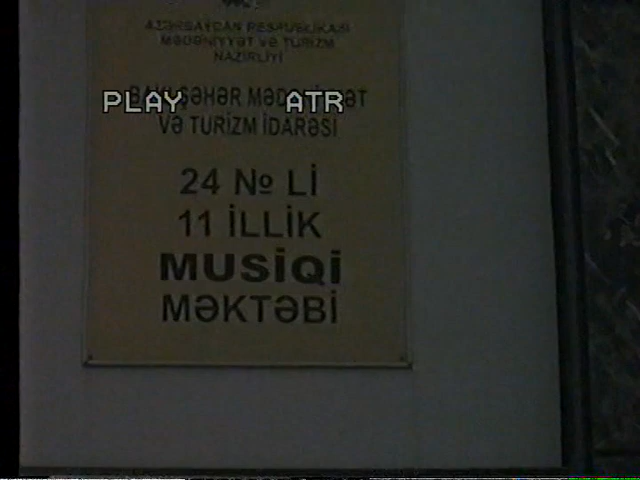 AZƏRBAYCAN RESPUBLİKASI
MƏDƏNİYYƏT VƏ TURİZM
NAZİRLİYİ
ŞƏHƏR
PLAY ATR
VƏ TURİZM İDARƏSİ
24 № Lİ
11 İLLİK
MUSİQİ
MƏKTƏBİ